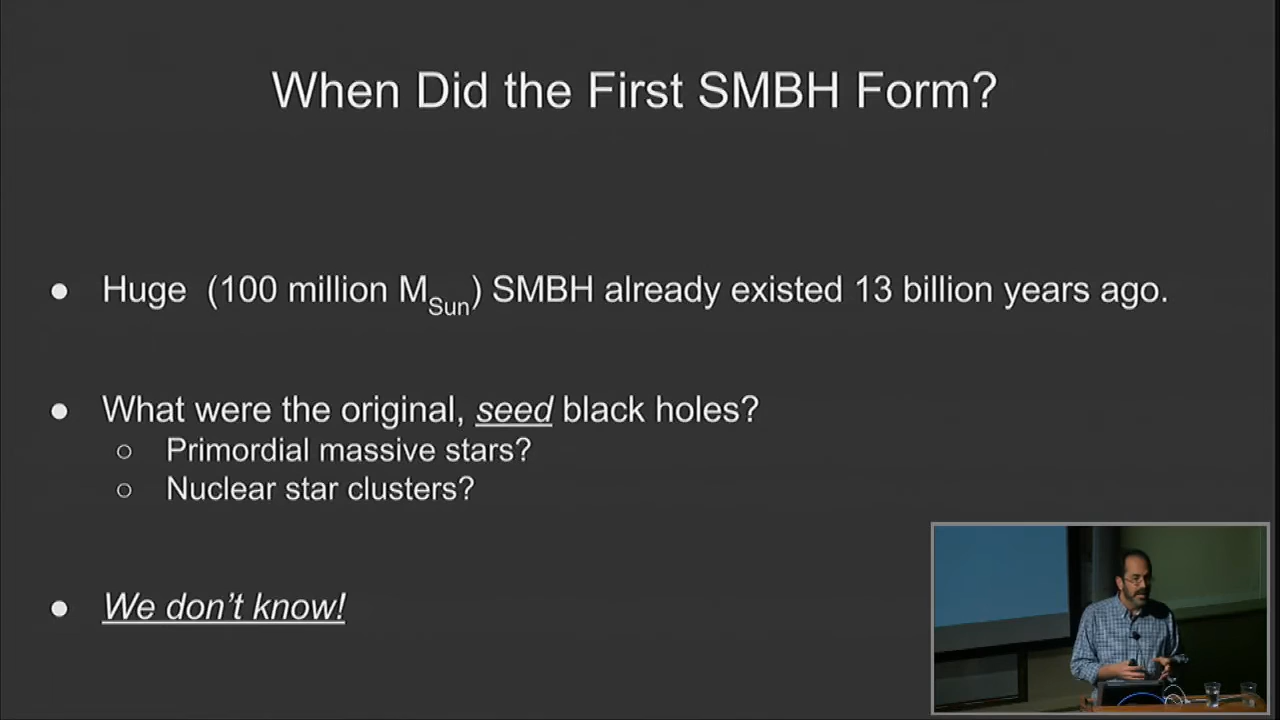 When Did the First SMBH Form?
● Huge (100 million MSun) SMBH already existed 13 billion years ago.
● What were the original, seed black holes?
○ Primordial massive stars?
○ Nuclear star clusters?
● We don't know!